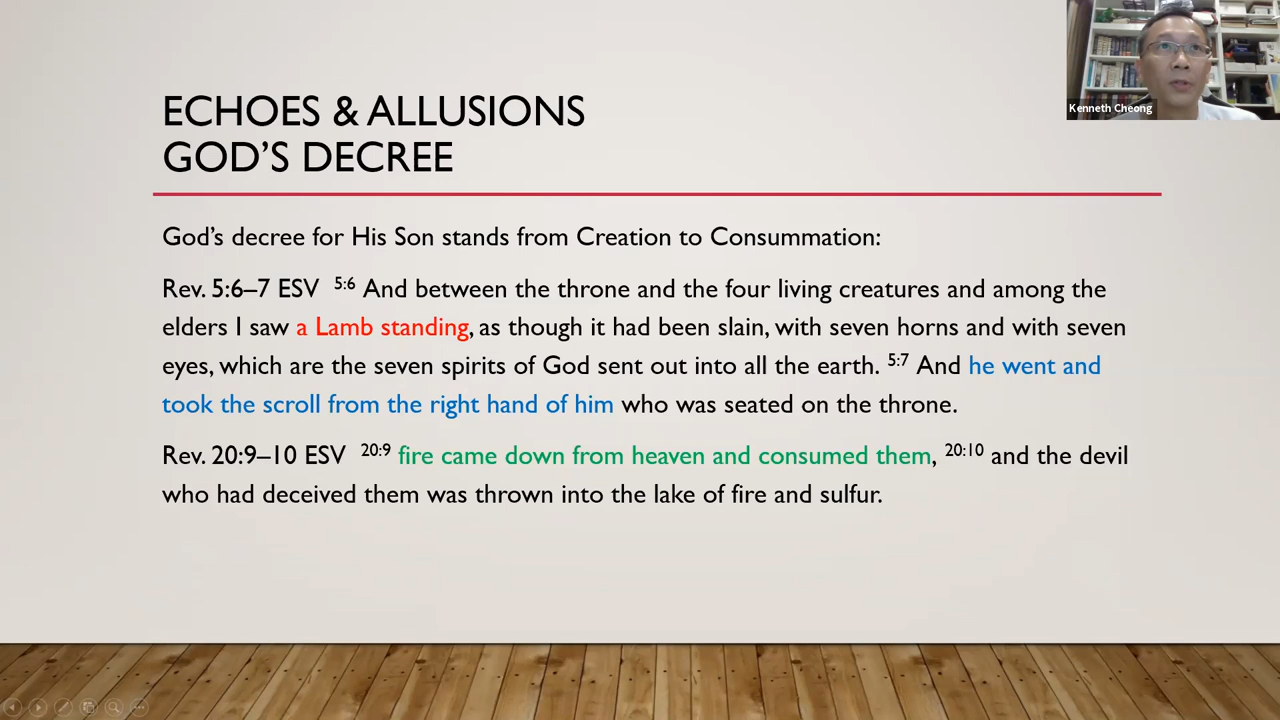 Kenneth Cheong
ECHOES & ALLUSIONS
GOD'S DECREE
God's decree for His Son stands from Creation to Consummation:
Rev. 5:6–7 ESV 5:6 And between the throne and the four living creatures and among the
elders I saw a Lamb standing, as though it had been slain, with seven horns and with seven
eyes, which are the seven spirits of God sent out into all the earth. 5:7 And he went and
took the scroll from the right hand of him who was seated on the throne.
Rev. 20:9–10 ESV 20:9 fire came down from heaven and consumed them, 20:10 and the devil
who had deceived them was thrown into the lake of fire and sulfur.